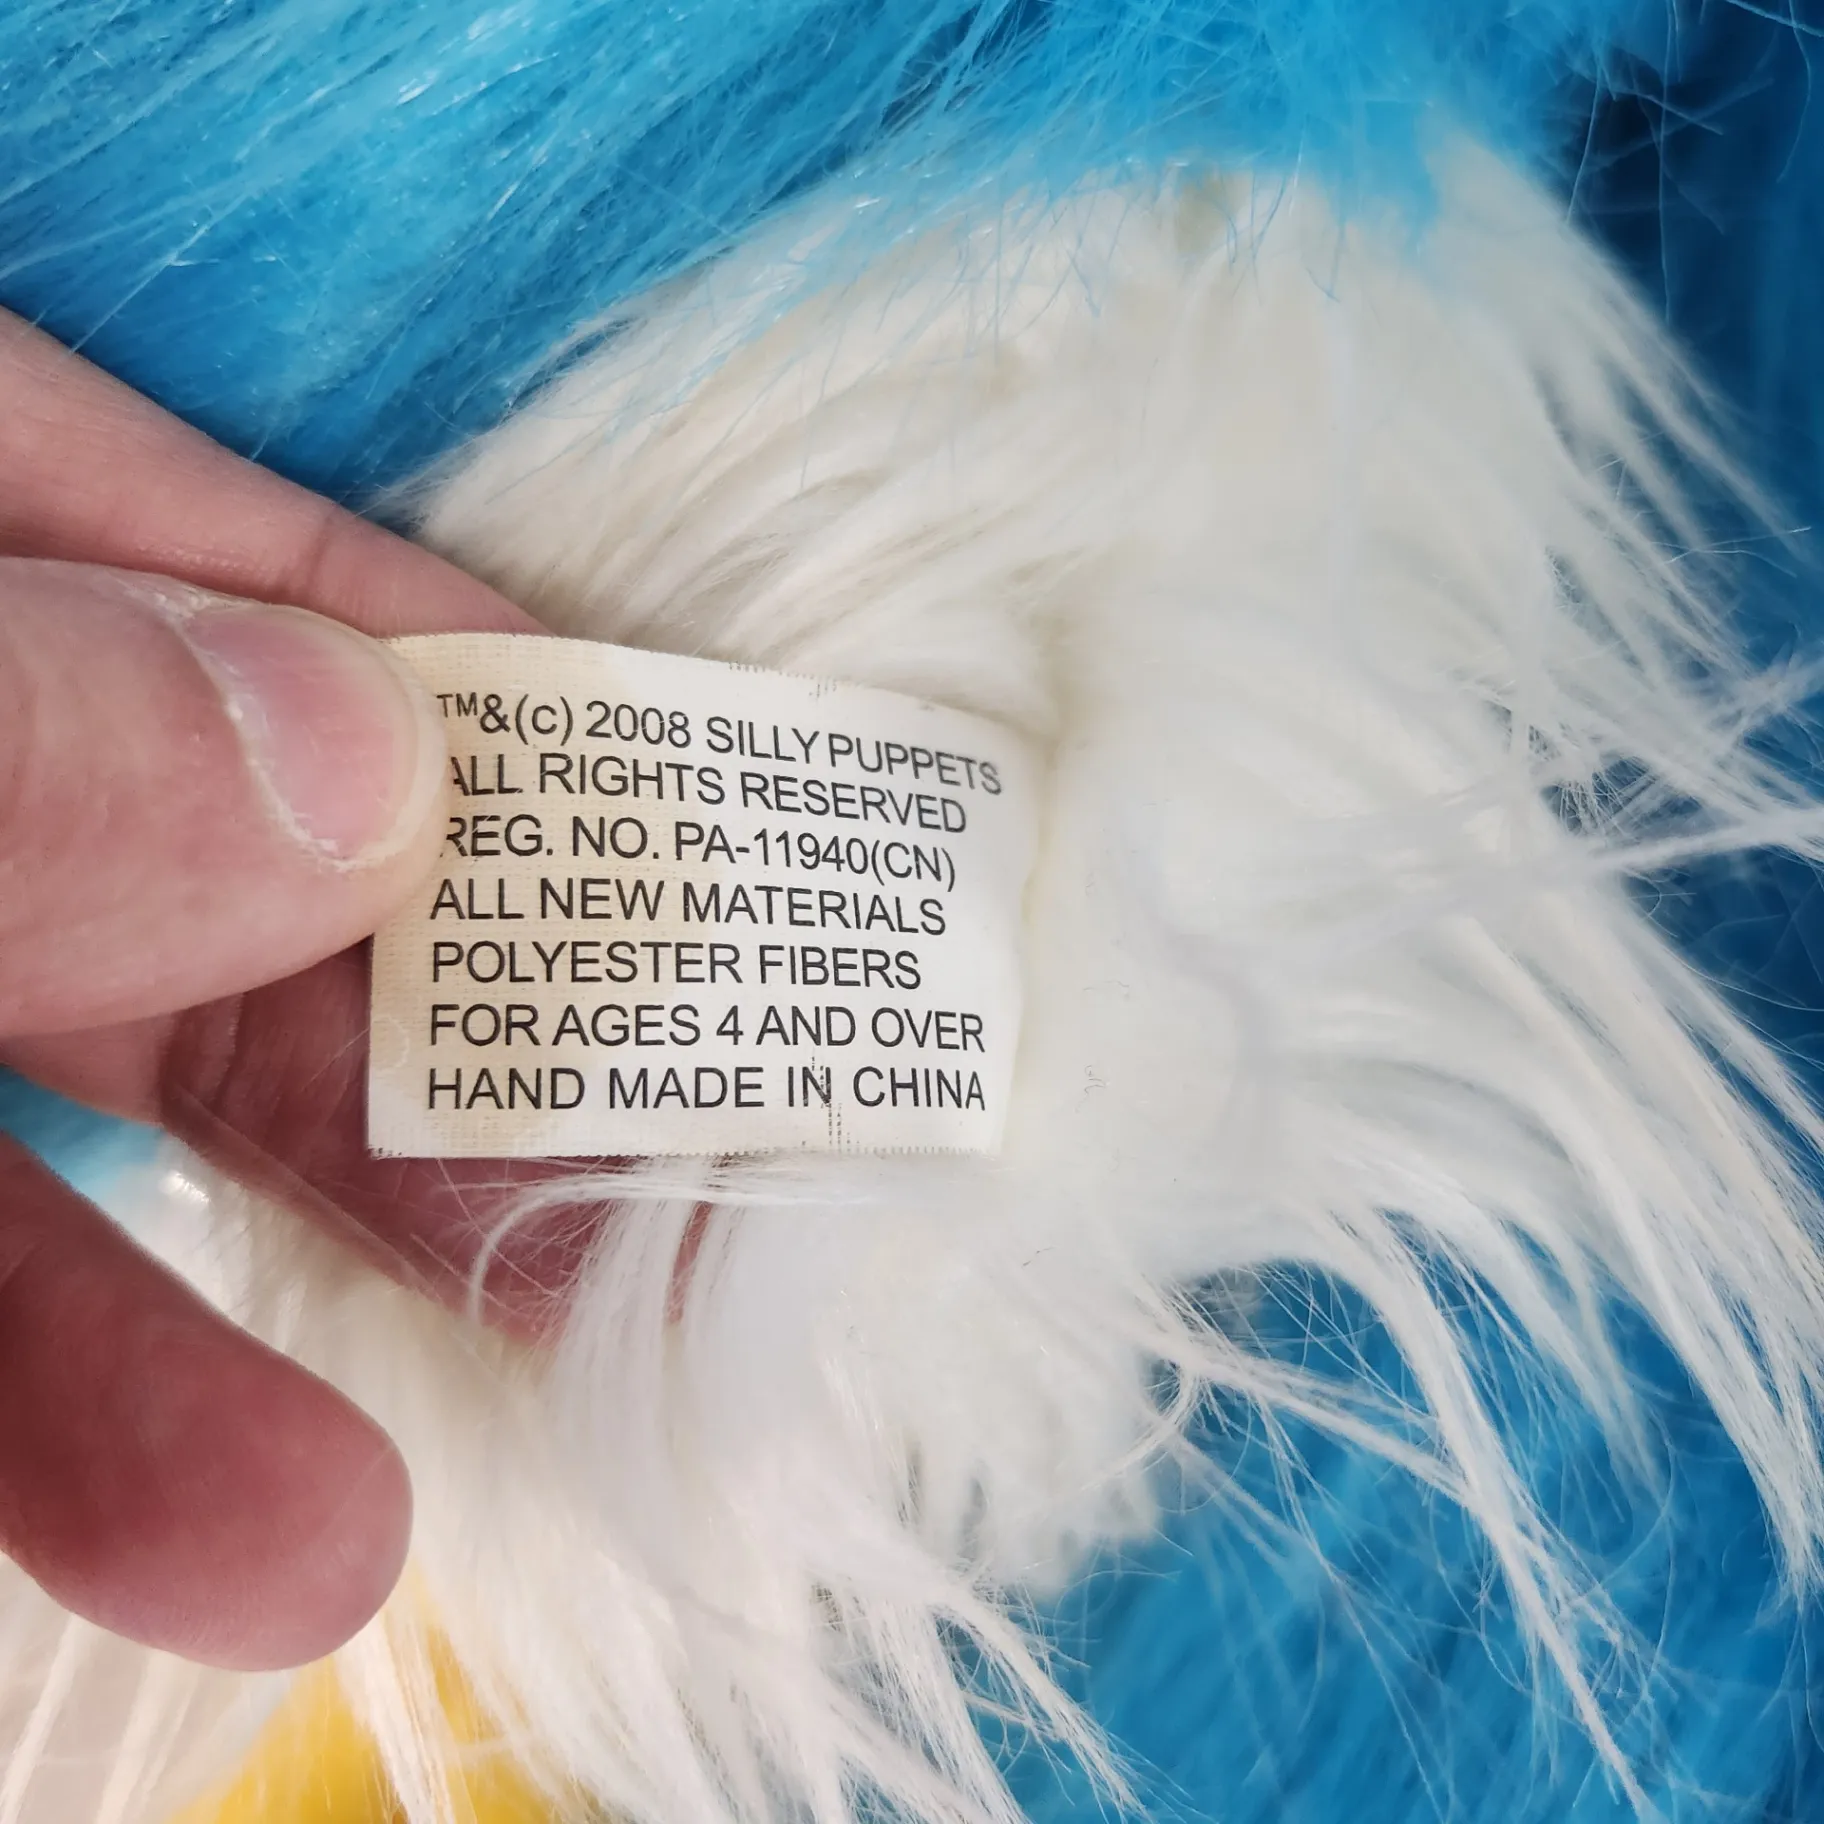 ™&(c) 2008 SILLY PUPPETS
ALL RIGHTS RESERVED
REG. NO. PA-11940(CN)
ALL NEW MATERIALS
POLYESTER FIBERS
FOR AGES 4 AND OVER
HAND MADE IN CHINA